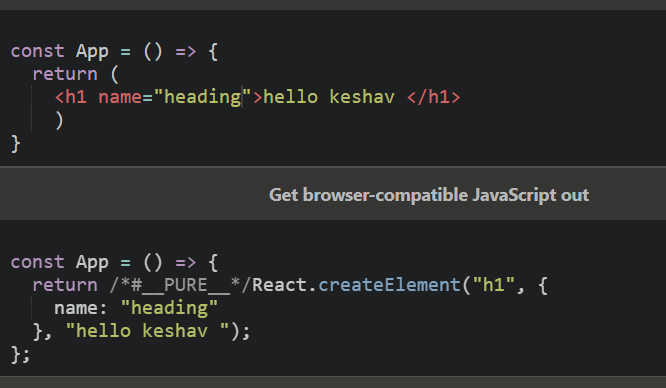 const App = () => {
  return (
    <h1 name="heading">hello keshav </h1>
    )
}
Get browser-compatible JavaScript out
const App = () => {
  return /*#__PURE__*/React.createElement("h1", {
    name: "heading"
  }, "hello keshav ");
};